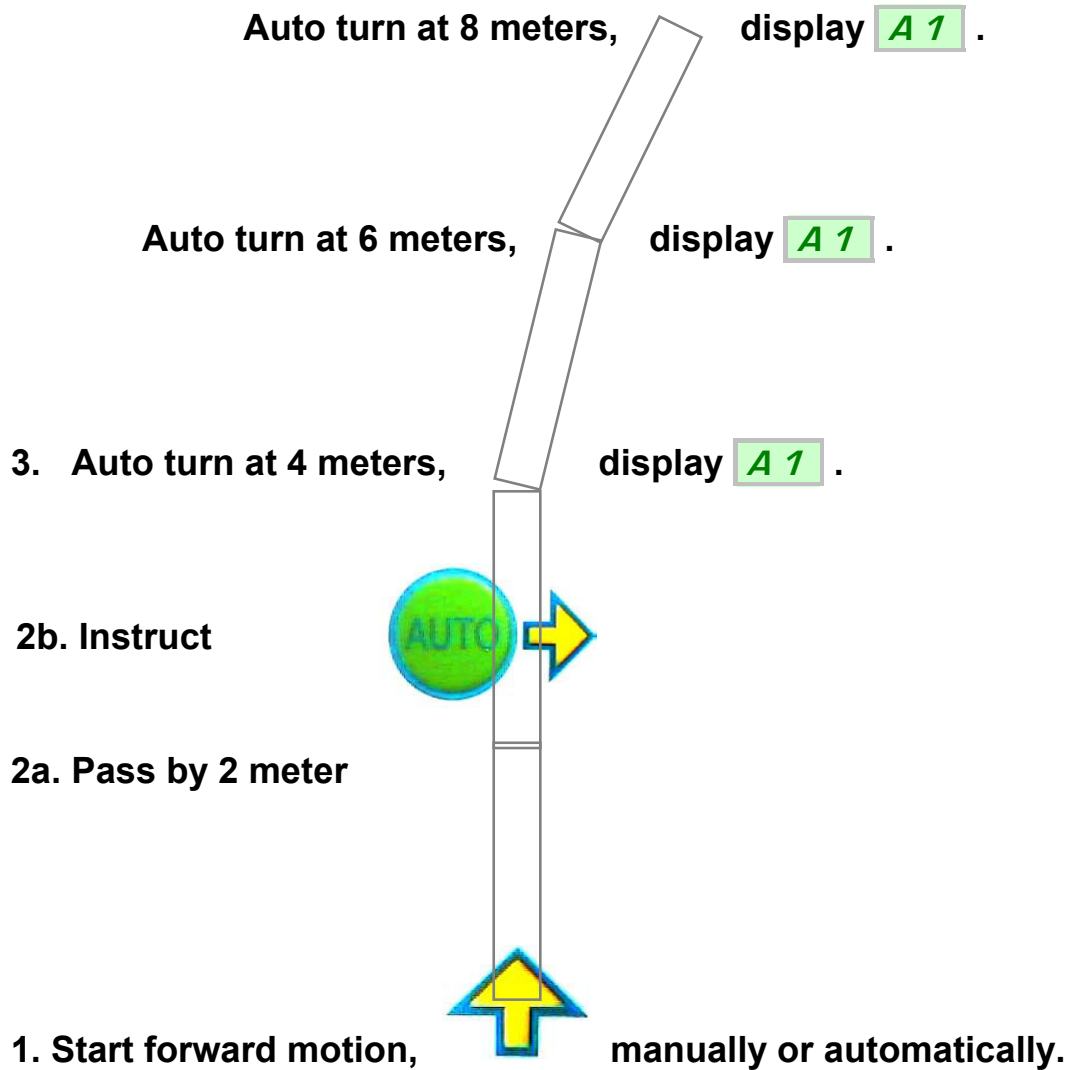 Auto turn at 8 meters, display A 1 .
Auto turn at 6 meters, display A 1 .
3. Auto turn at 4 meters, display A 1 .
2b. Instruct AUTO
2a. Pass by 2 meter
1. Start forward motion, manually or automatically.